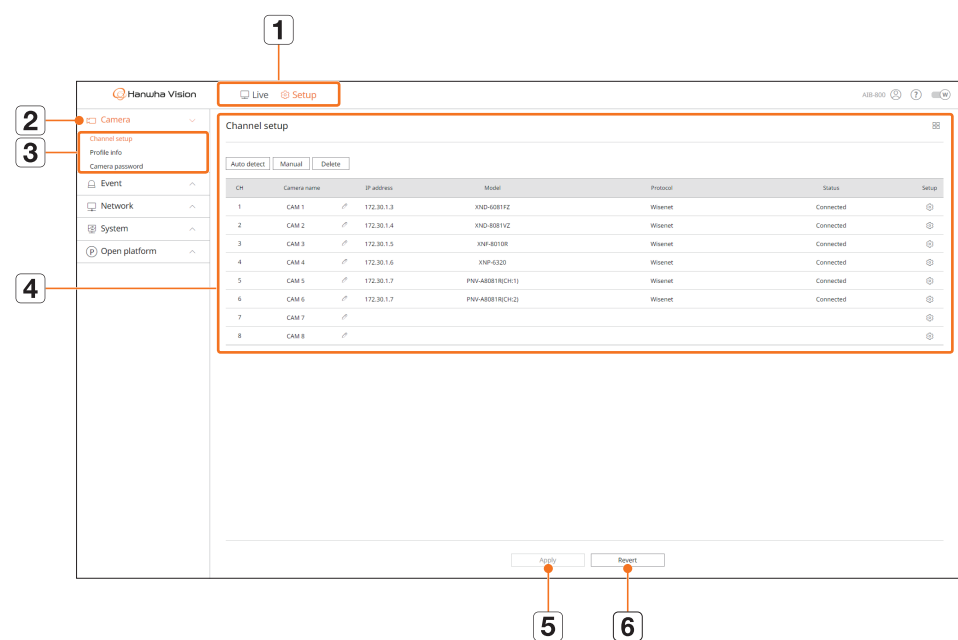 1
Hanwha Vision Live Setup AIB-800 ? W
2 Camera
3 Channel setup
Profile info
Camera password
Event
Network
System
P Open platform
4
Channel setup
Auto detect Manual Delete
CH Camera name IP address Model Protocol Status Setup
1 CAM 1 172.30.1.3 XND-6081FZ Wisenet Connected
2 CAM 2 172.30.1.4 XND-8081VZ Wisenet Connected
3 CAM 3 172.30.1.5 XNF-8010R Wisenet Connected
4 CAM 4 172.30.1.6 XNP-6320 Wisenet Connected
5 CAM 5 172.30.1.7 PNV-A8081R(CH:1) Wisenet Connected
6 CAM 6 172.30.1.7 PNV-A8081R(CH:2) Wisenet Connected
7 CAM 7
8 CAM 8
Apply Revert
5 6